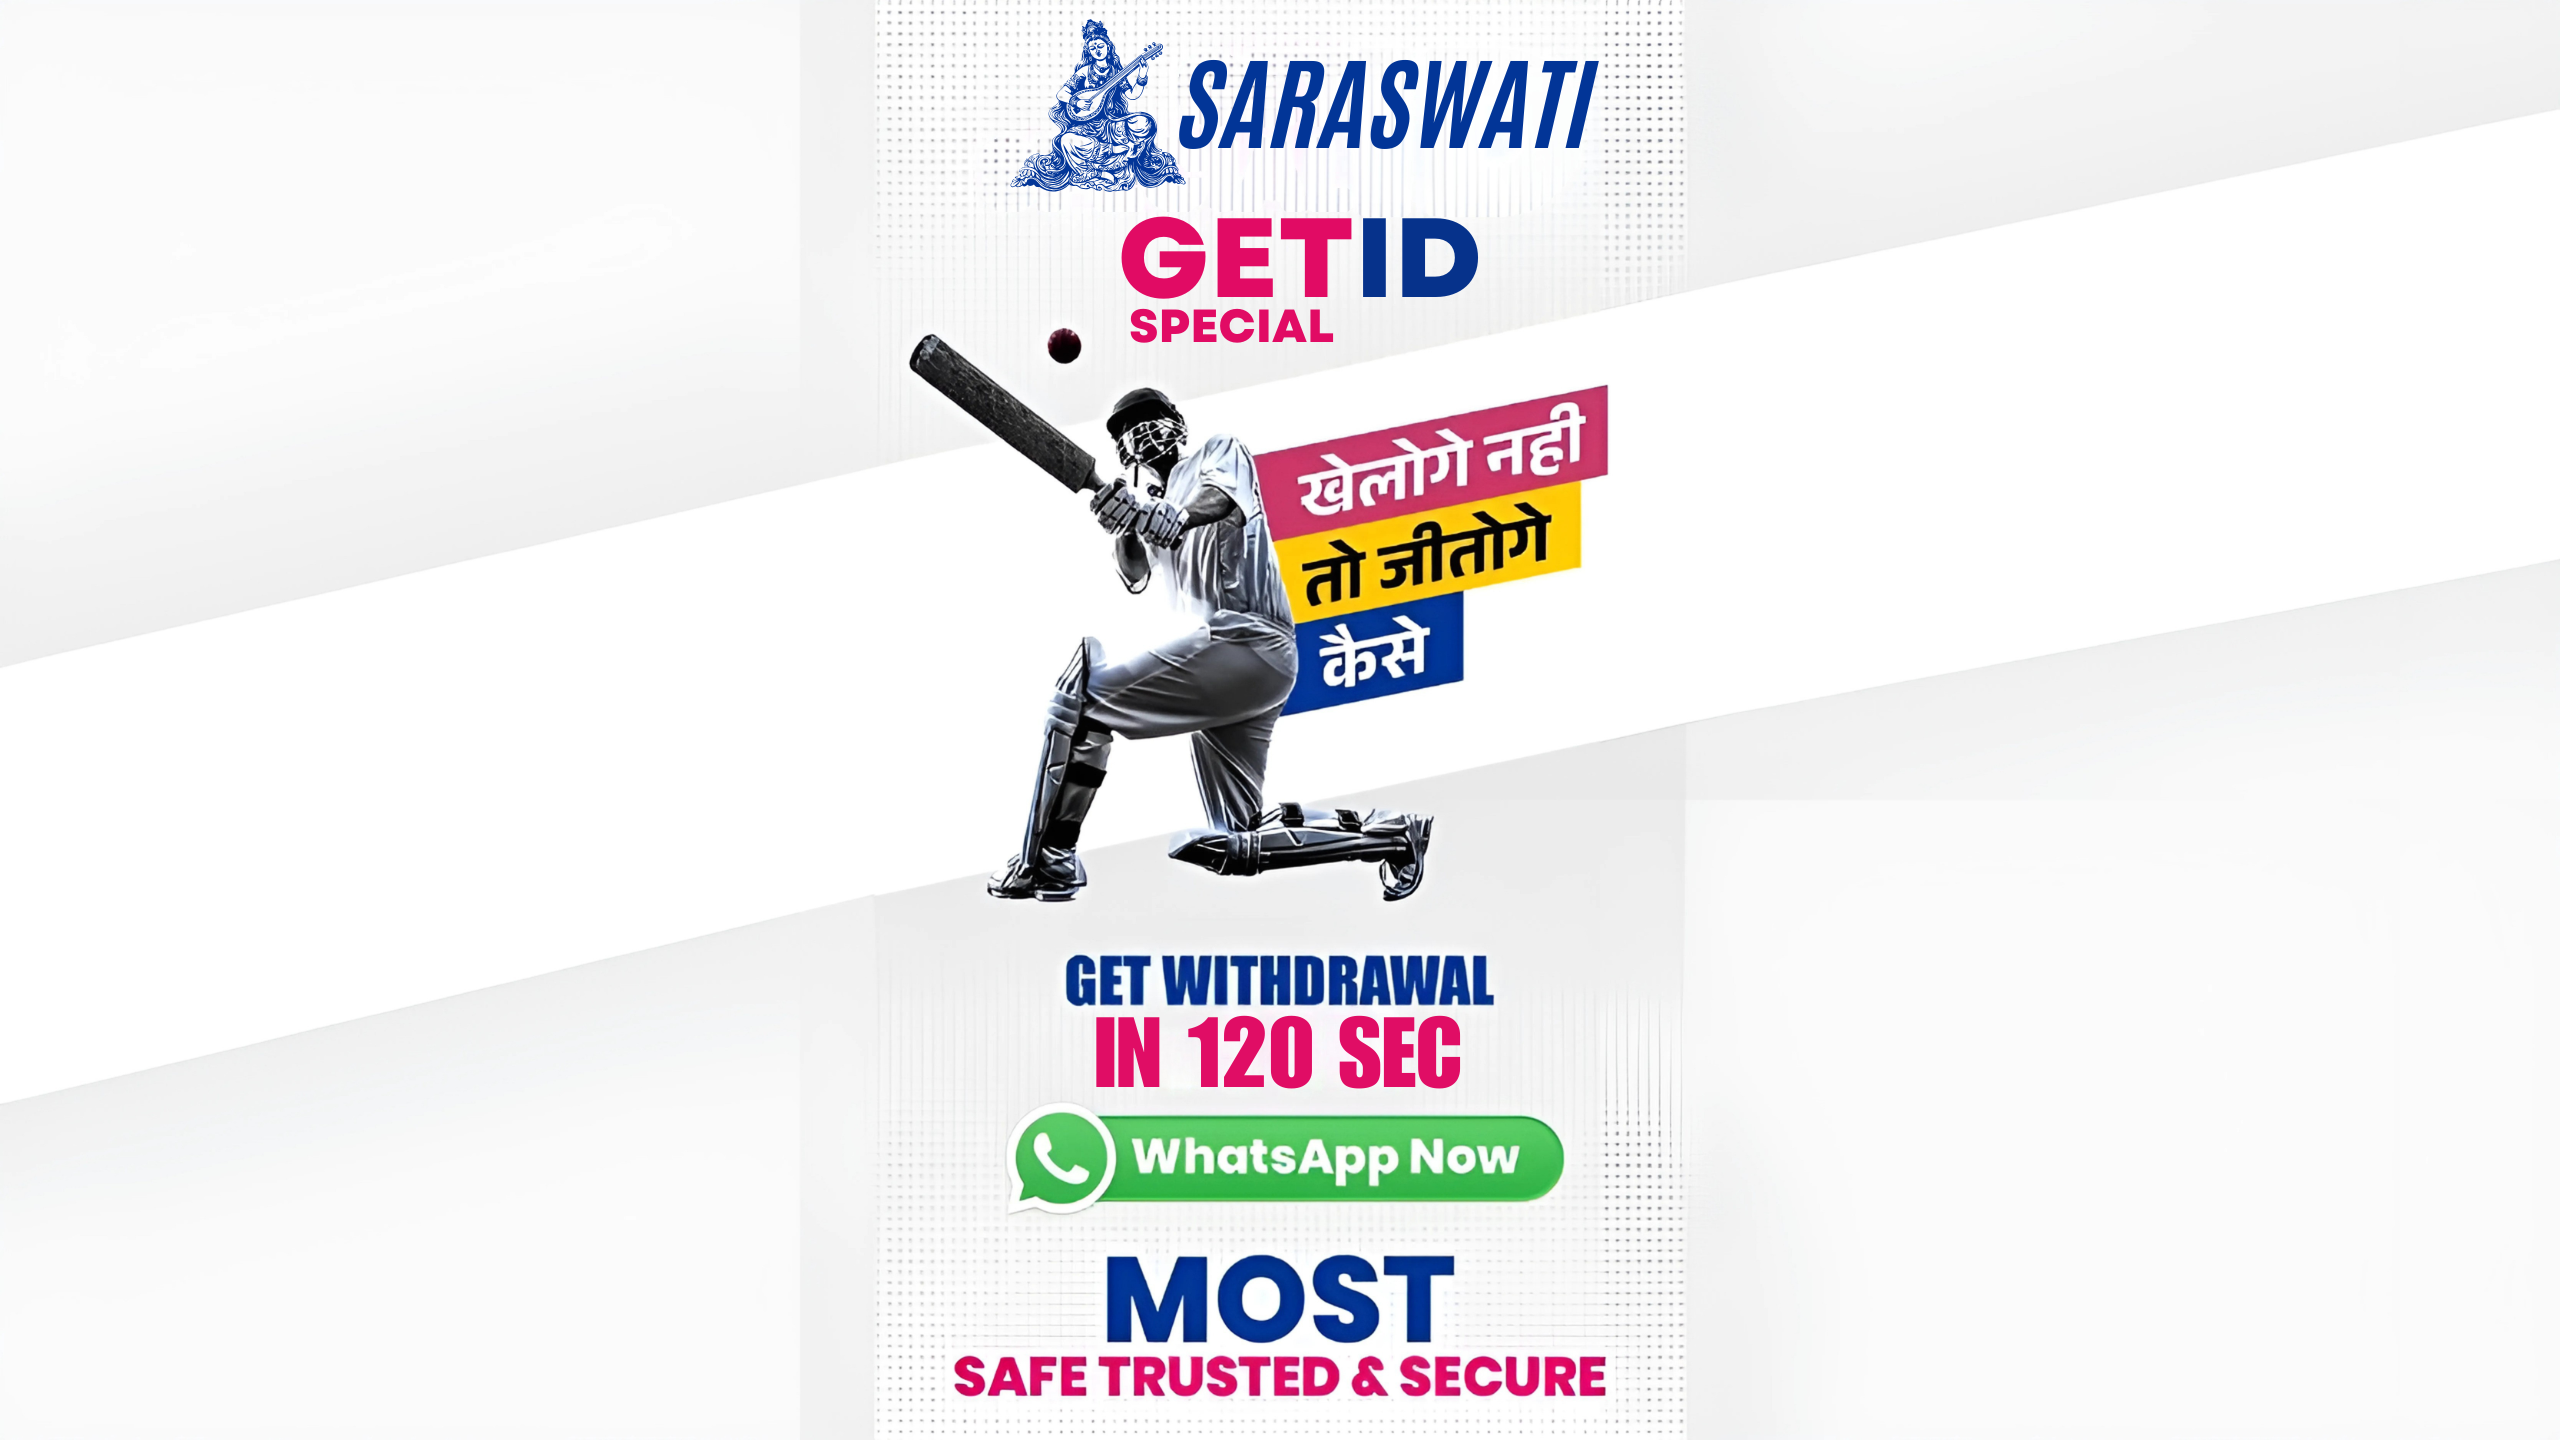 SARASWATI
GETID
SPECIAL
खेलोगे नही
तो जीतोगे
कैसे
GET WITHDRAWAL
IN 120 SEC
WhatsApp Now
MOST
SAFE TRUSTED & SECURE